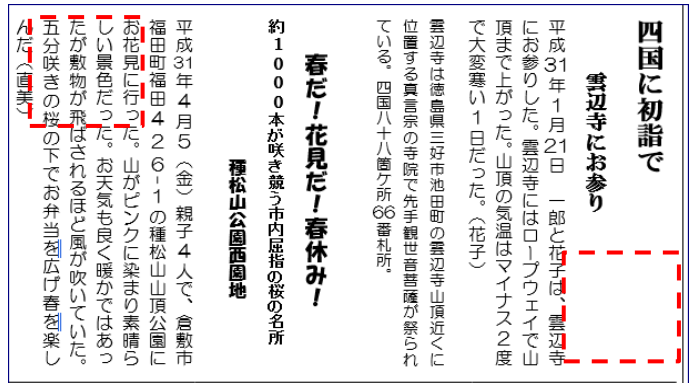 四国に初詣で
雲辺寺にお参り
平成31年1月21日 一郎と花子は、雲辺寺
にお参りした。雲辺寺にはロープウェイで山
頂まで上がった。山頂の気温はマイナス2度
で大変寒い1日だった。(花子)
雲辺寺は徳島県三好市池田町の雲辺寺山頂近くに
位置する真言宗の寺院で先手観世音菩薩が祭られ
ている。四国八十八箇ケ所66番札所。
春だ!花見だ!春休み!
約1000本が咲き競う市内屈指の桜の名所
種松山公園西園地
平成31年4月5(金)親子4人で、倉敷市
福田町福田426-1の種松山山頂公園に
お花見に行った。山がピンクに染まり素晴ら
しい景色だった。お天気も良く暖かではあっ
たが敷物が飛ばされるほど風が吹いていた。
五分咲きの桜の下でお弁当を広げ春を楽し
んだ(直美)